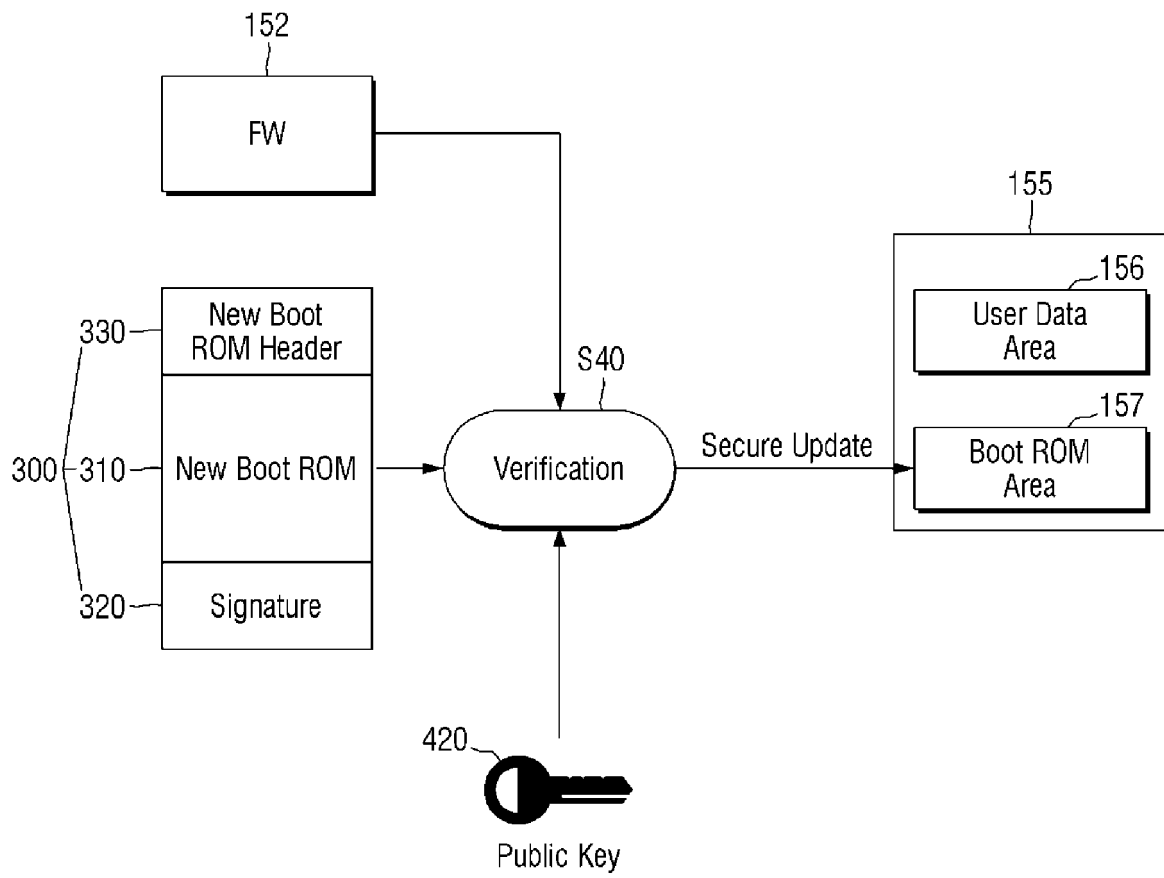 152
FW
155
156
User Data
Area
157
Boot ROM
Area
330
New Boot
ROM Header
300
310
New Boot ROM
320
Signature
S40
Verification
Secure Update
420
Public Key